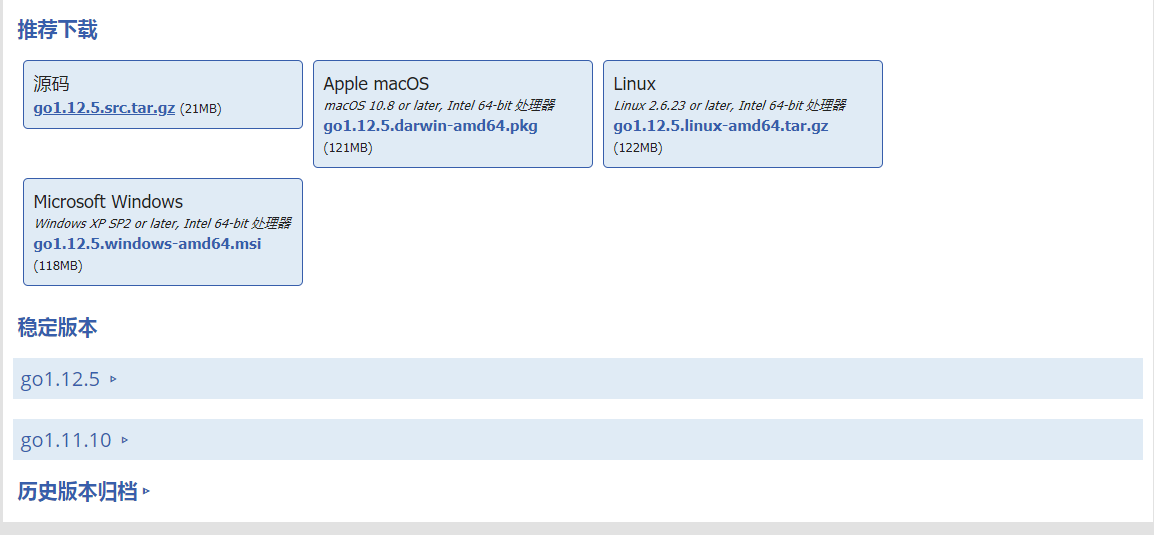 推荐下载
源码
go1.12.5.src.tar.gz (21MB)
Apple macOS
macOS 10.8 or later, Intel 64-bit 处理器
go1.12.5.darwin-amd64.pkg
(121MB)
Linux
Linux 2.6.23 or later, Intel 64-bit 处理器
go1.12.5.linux-amd64.tar.gz
(122MB)
Microsoft Windows
Windows XP SP2 or later, Intel 64-bit 处理器
go1.12.5.windows-amd64.msi
(118MB)
稳定版本
go1.12.5 ▹
go1.11.10 ▹
历史版本归档 ▹